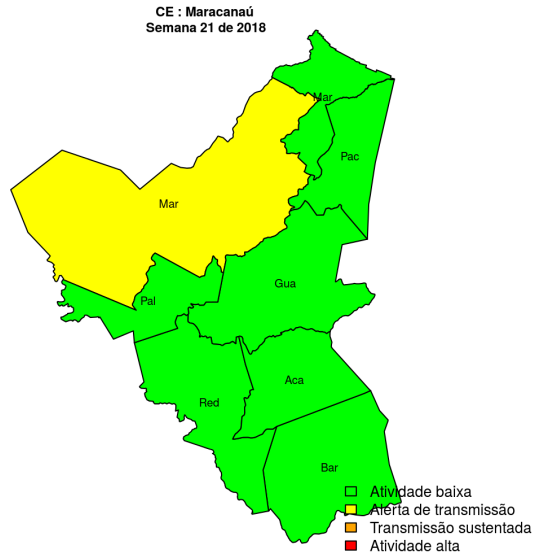 CE : Maracanaú
Semana 21 de 2018
Mar
Pac
Mar
Gua
Pal
Aca
Red
Bar
Atividade baixa
Alerta de transmissão
Transmissão sustentada
Atividade alta